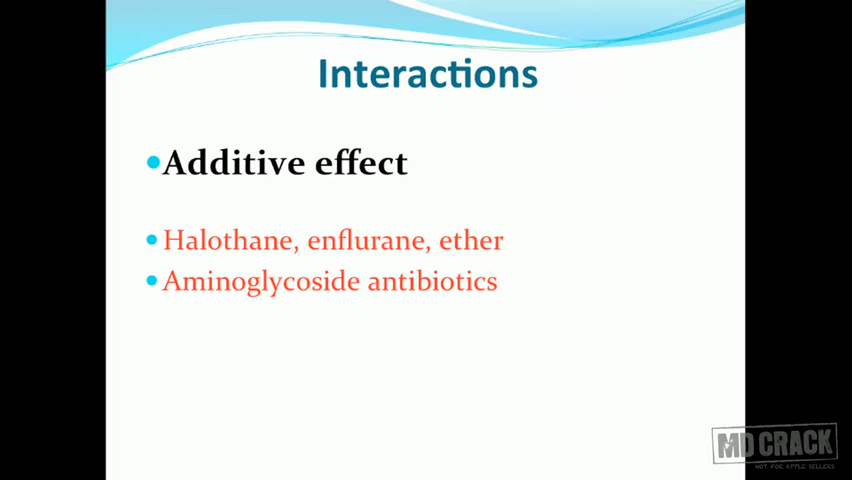 Interactions
Additive effect
Halothane, enflurane, ether
Aminoglycoside antibiotics
MD CRACK
NOT FOR APPLE SELLERS